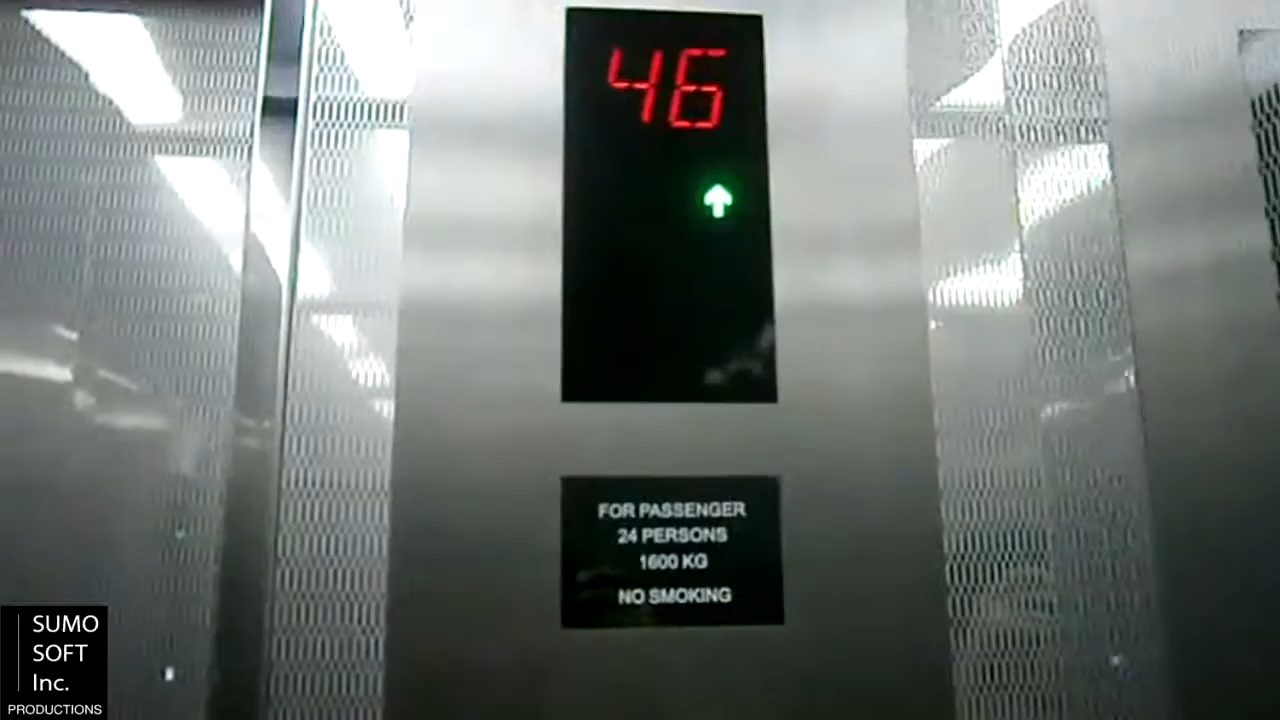 46
FOR PASSENGER
24 PERSONS
1600 KG
NO SMOKING
SUMO
SOFT
Inc.
PRODUCTIONS